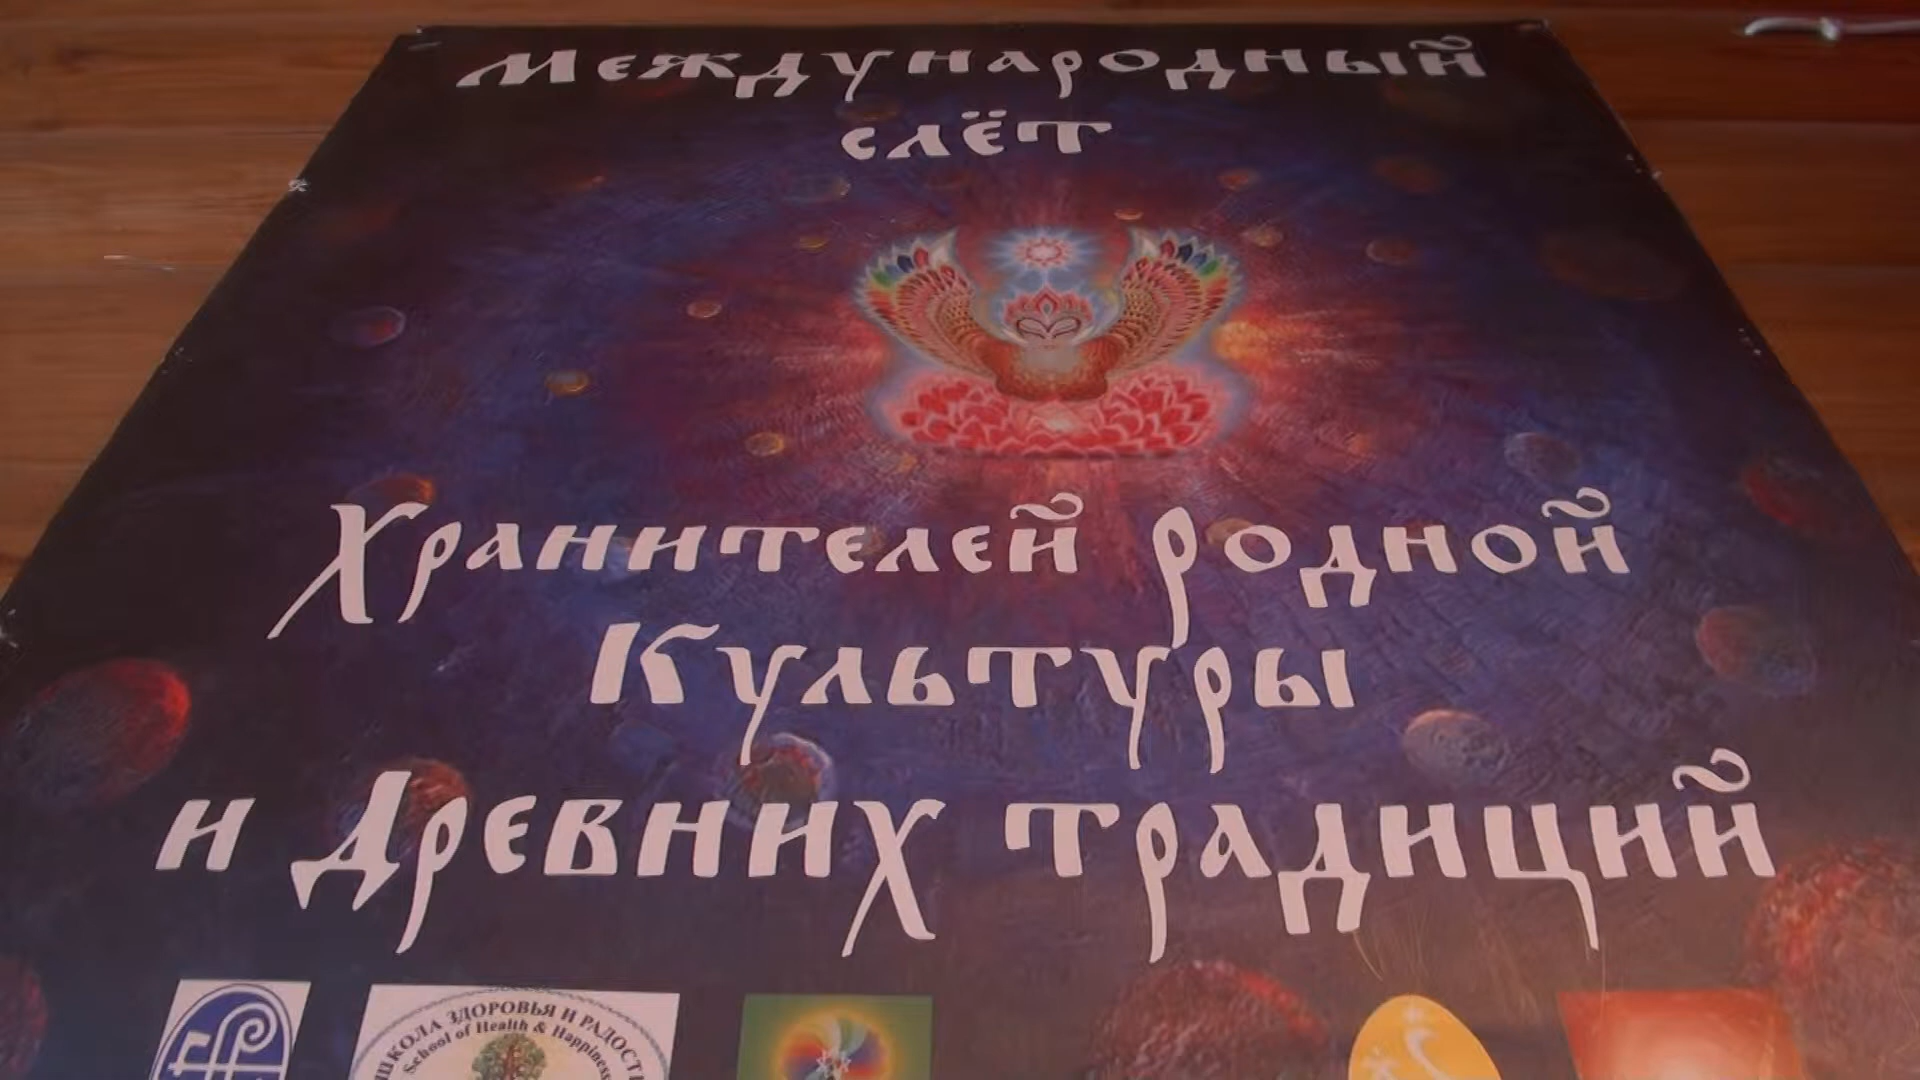 Международный
слёт
Хранителей родной
Культуры
и Древних традиций
ШКОЛА ЗДОРОВЬЯ И РАДОСТИ
School of Health & Happiness